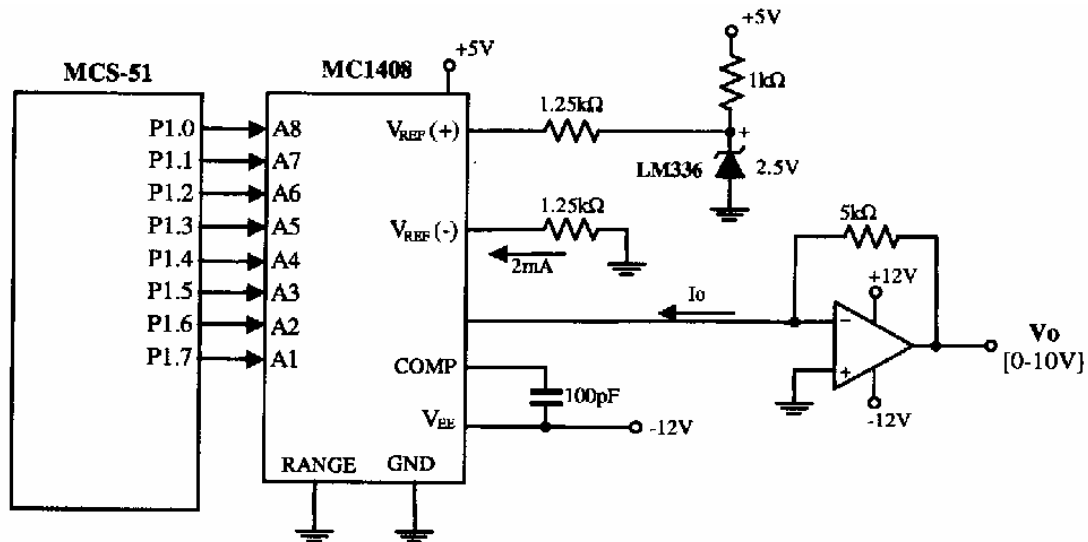 MCS-51
MC1408
+5V
+5V
1kΩ
1.25kΩ
P1.0 A8 VREF (+)
+
P1.1 A7
LM336 2.5V
P1.2 A6
1.25kΩ
P1.3 A5 VREF (-)
5kΩ
P1.4 A4
2mA
P1.5 A3
Io
+12V
P1.6 A2
−
Vo
P1.7 A1
[0-10V}
COMP
+
100pF
-12V
VEE
-12V
RANGE GND